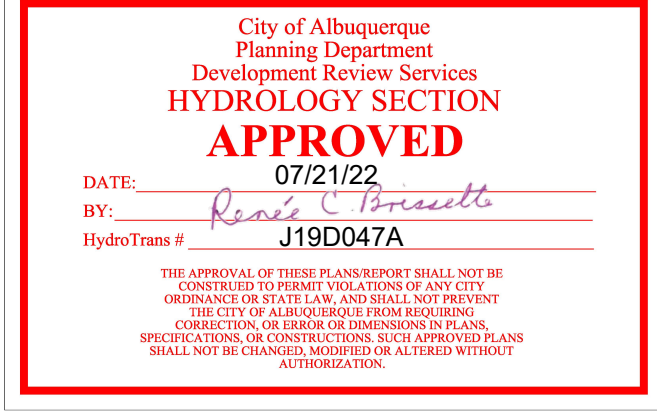 City of Albuquerque
Planning Department
Development Review Services
HYDROLOGY SECTION
APPROVED
DATE: 07/21/22
BY: Renée C. Brissette
HydroTrans # J19D047A
THE APPROVAL OF THESE PLANS/REPORT SHALL NOT BE
CONSTRUED TO PERMIT VIOLATIONS OF ANY CITY
ORDINANCE OR STATE LAW, AND SHALL NOT PREVENT
THE CITY OF ALBUQUERQUE FROM REQUIRING
CORRECTION, OR ERROR OR DIMENSIONS IN PLANS,
SPECIFICATIONS, OR CONSTRUCTIONS. SUCH APPROVED PLANS
SHALL NOT BE CHANGED, MODIFIED OR ALTERED WITHOUT
AUTHORIZATION.